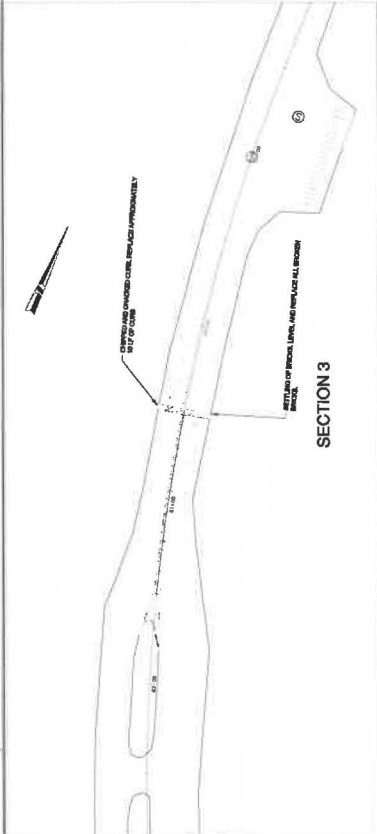 CHIPPED AND CRACKED CURB, REPLACE APPROXIMATELY
10 LF OF CURB
SETTLING OF BRICKS, LEVEL AND REPLACE ALL BROKEN
BRICKS.
SECTION 3